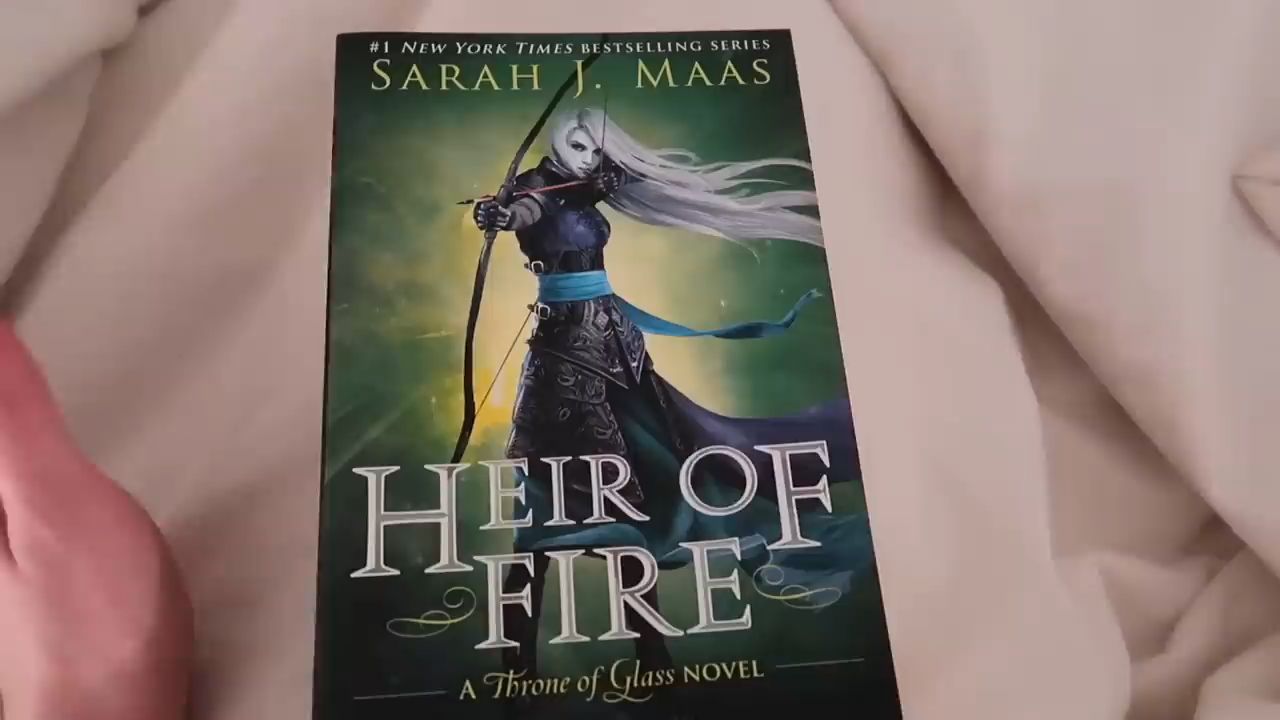 #1 NEW YORK TIMES BESTSELLING SERIES
SARAH J. MAAS
HEIR OF
FIRE
A Throne of Glass NOVEL